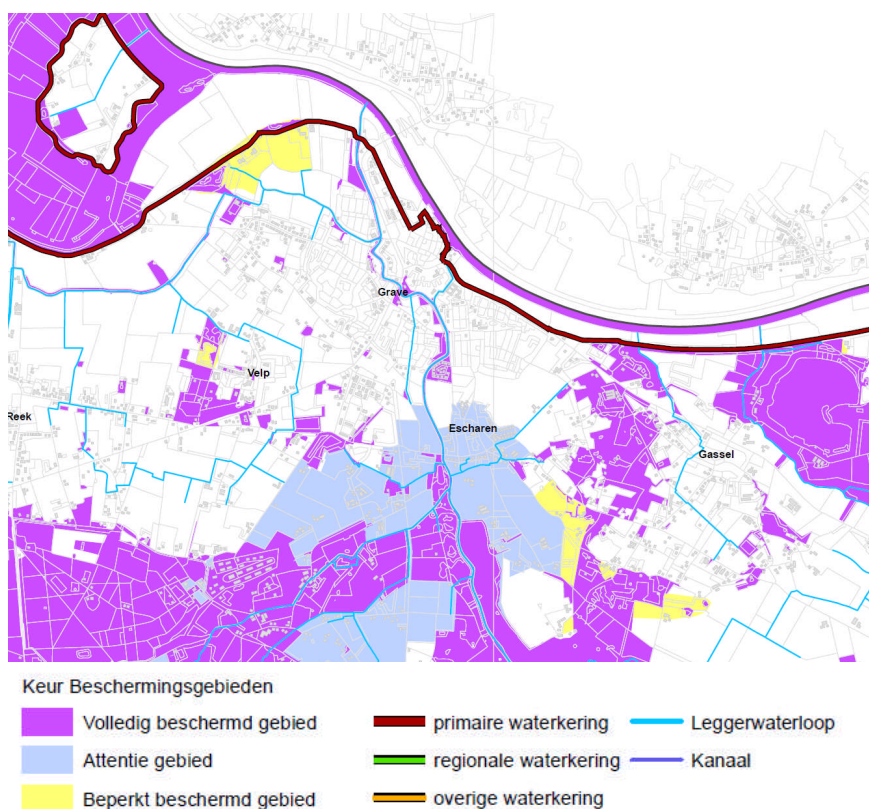 Grave
Velp
Reek
Escharen
Gassel
Keur Beschermingsgebieden
Volledig beschermd gebied
Attentie gebied
Beperkt beschermd gebied
primaire waterkering
regionale waterkering
overige waterkering
Leggerwaterloop
Kanaal